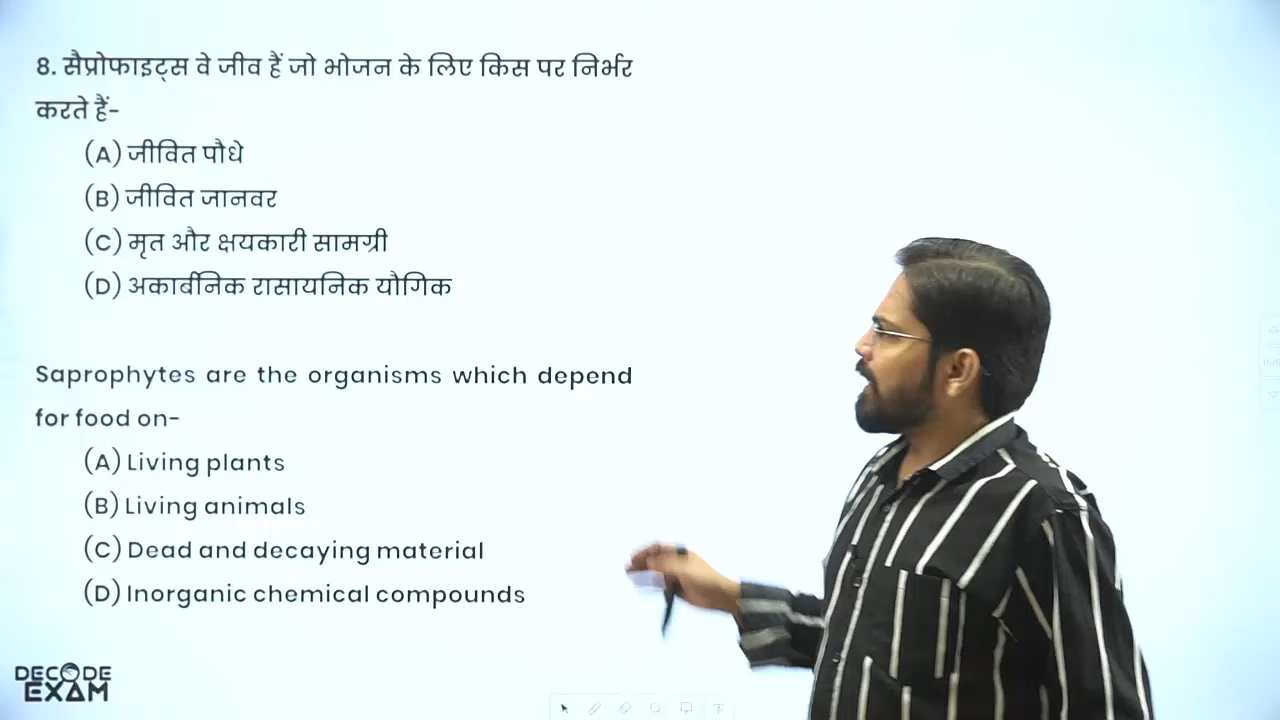 8. सैप्रोफाइट्स वे जीव हैं जो भोजन के लिए किस पर निर्भर
करते हैं-
(A) जीवित पौधे
(B) जीवित जानवर
(C) मृत और क्षयकारी सामग्री
(D) अकार्बनिक रासायनिक यौगिक
Saprophytes are the organisms which depend
for food on-
(A) Living plants
(B) Living animals
(C) Dead and decaying material
(D) Inorganic chemical compounds
DECODE
EXAM